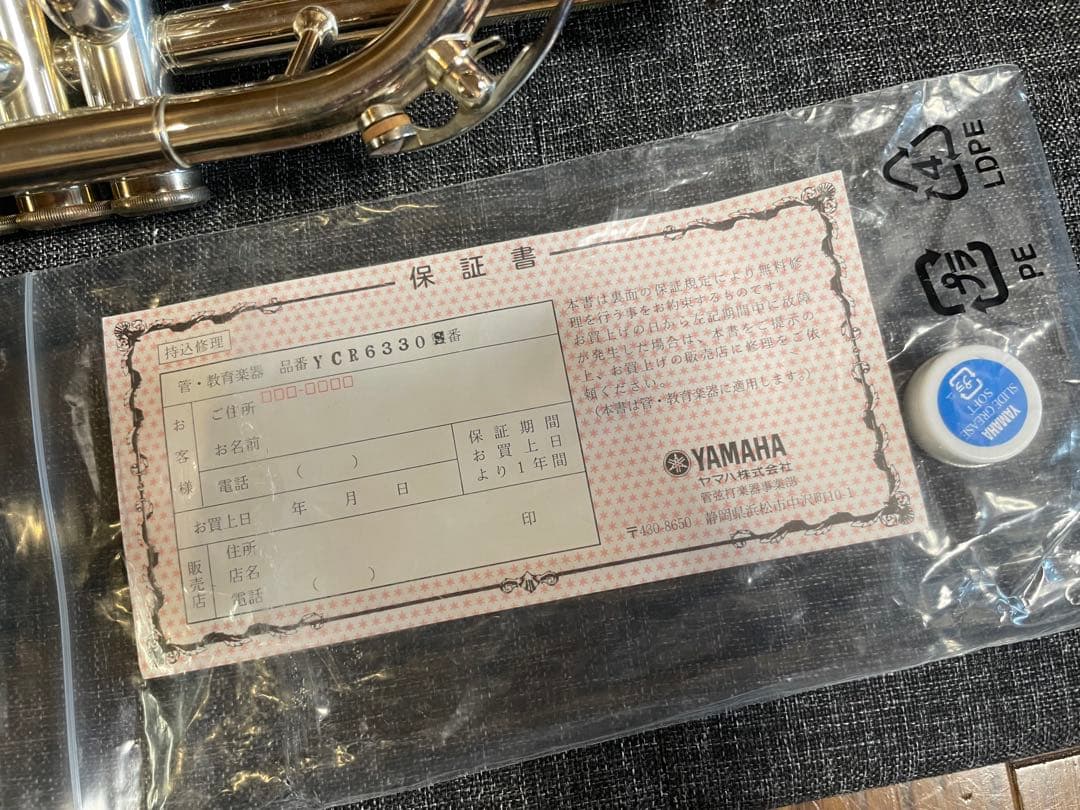 保証書
持込修理
管・教育楽器 品番 YCR6330S 番
お客様
ご住所
お名前
電話 ( )
保証期間
お買上日
より1年間
お買上日 年 月 日
販売店
住所
店名
電話 ( )
印
本書は裏面の保証規定により無料修
理を行う事をお約束するものです。
お買上げの日から左記期間中に故障
が発生した場合は、本書をご提示の
上、お買上げの販売店に修理をご依
頼ください。
(本書は管・教育楽器に適用します。)
YAMAHA
ヤマハ株式会社
管弦打楽器事業部
〒430-8650 静岡県浜松市中沢町10-1
4
LDPE
プラ
PE
プラ
YAMAHA
SLIDE GREASE
SOFT